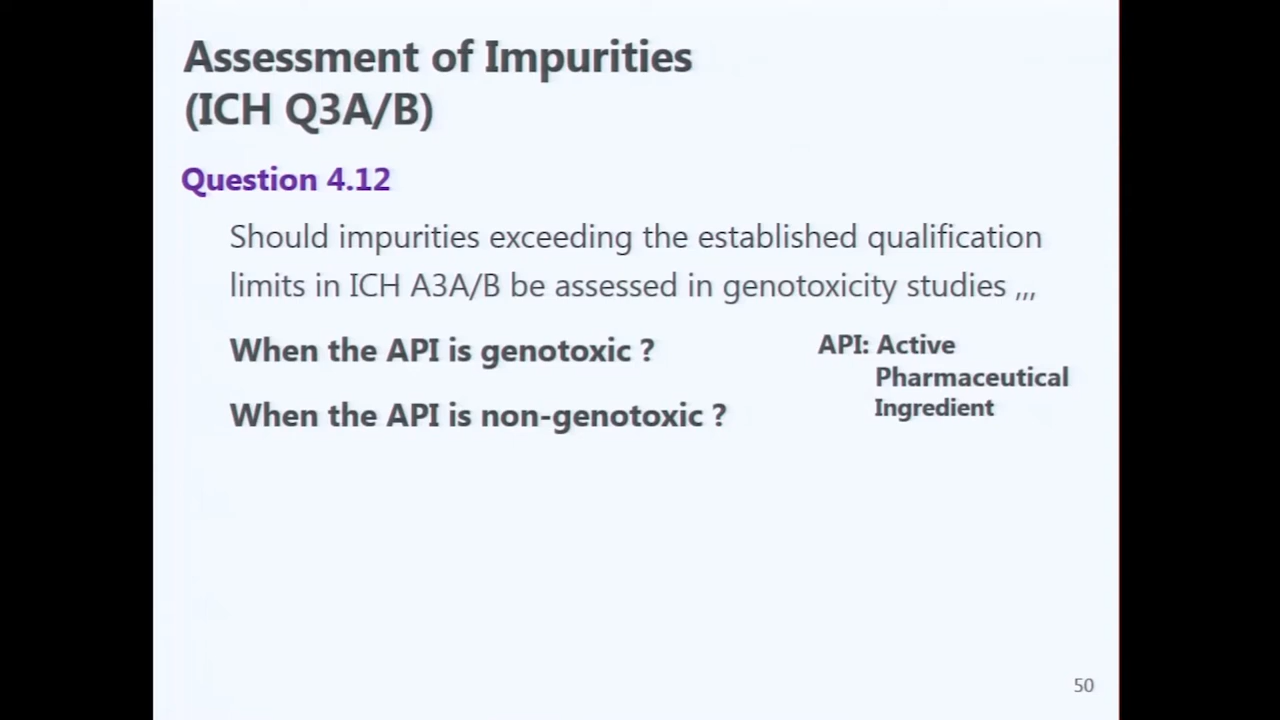 Assessment of Impurities
(ICH Q3A/B)
Question 4.12
Should impurities exceeding the established qualification
limits in ICH A3A/B be assessed in genotoxicity studies ,,,
When the API is genotoxic ?
API: Active
Pharmaceutical
Ingredient
When the API is non-genotoxic ?
50